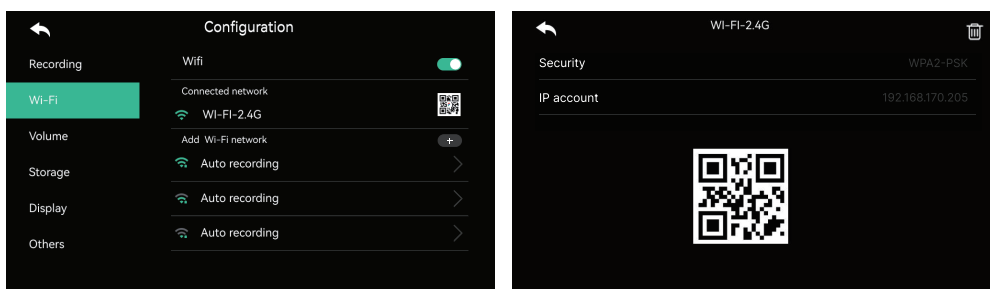 Configuration
Recording
Wi-Fi
Volume
Storage
Display
Others
Wifi
Connected network
WI-FI-2.4G
Add Wi-Fi network
+
Auto recording
Auto recording
Auto recording
WI-FI-2.4G
Security WPA2-PSK
IP account 192.168.170.205